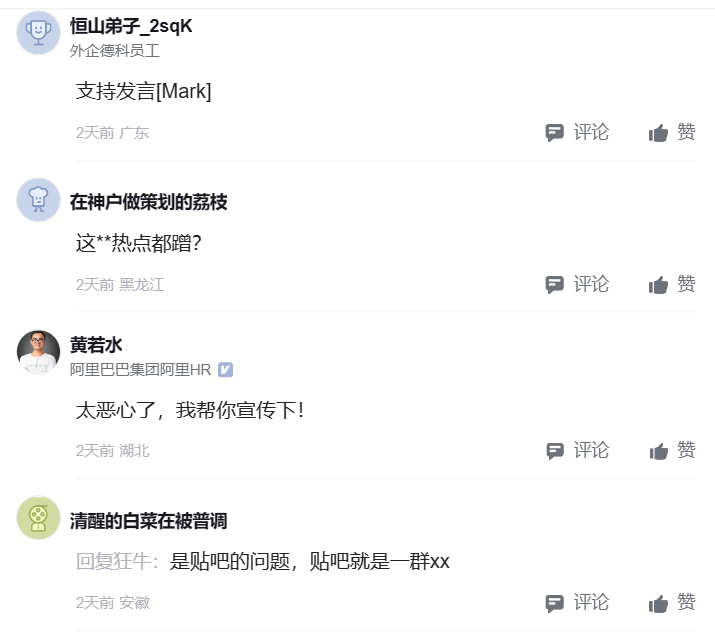 恒山弟子_2sqK
外企德科员工
支持发言[Mark]
2天前 广东
评论
赞
在神户做策划的荔枝
这**热点都蹭？
2天前 黑龙江
评论
赞
黄若水
阿里巴巴集团阿里HR
太恶心了，我帮你宣传下！
2天前 湖北
评论
赞
清醒的白菜在被普调
回复狂牛：是贴吧的问题，贴吧就是一群xx
2天前 安徽
评论
赞